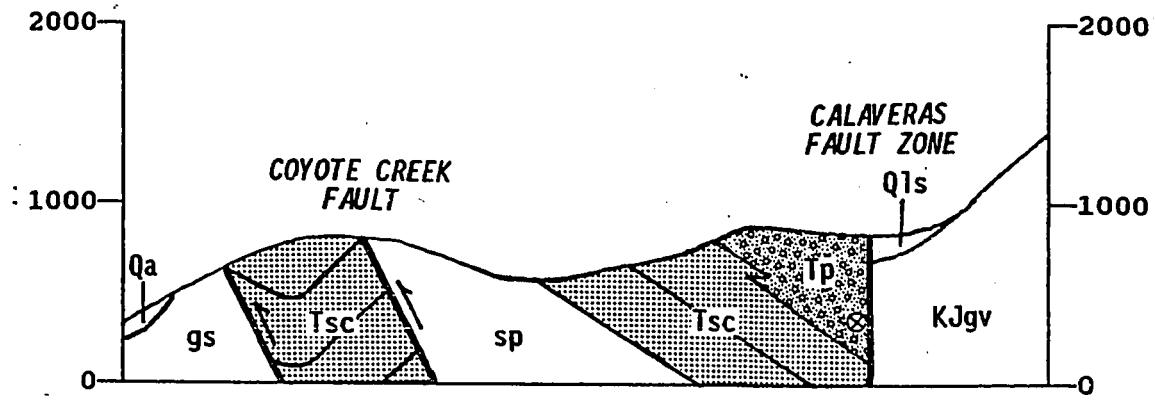 2000
2000
CALAVERAS
FAULT ZONE
COYOTE CREEK
FAULT
Qls
1000
1000
Qa
Tp
gs
Tsc
sp
Tsc
KJgv
0
0